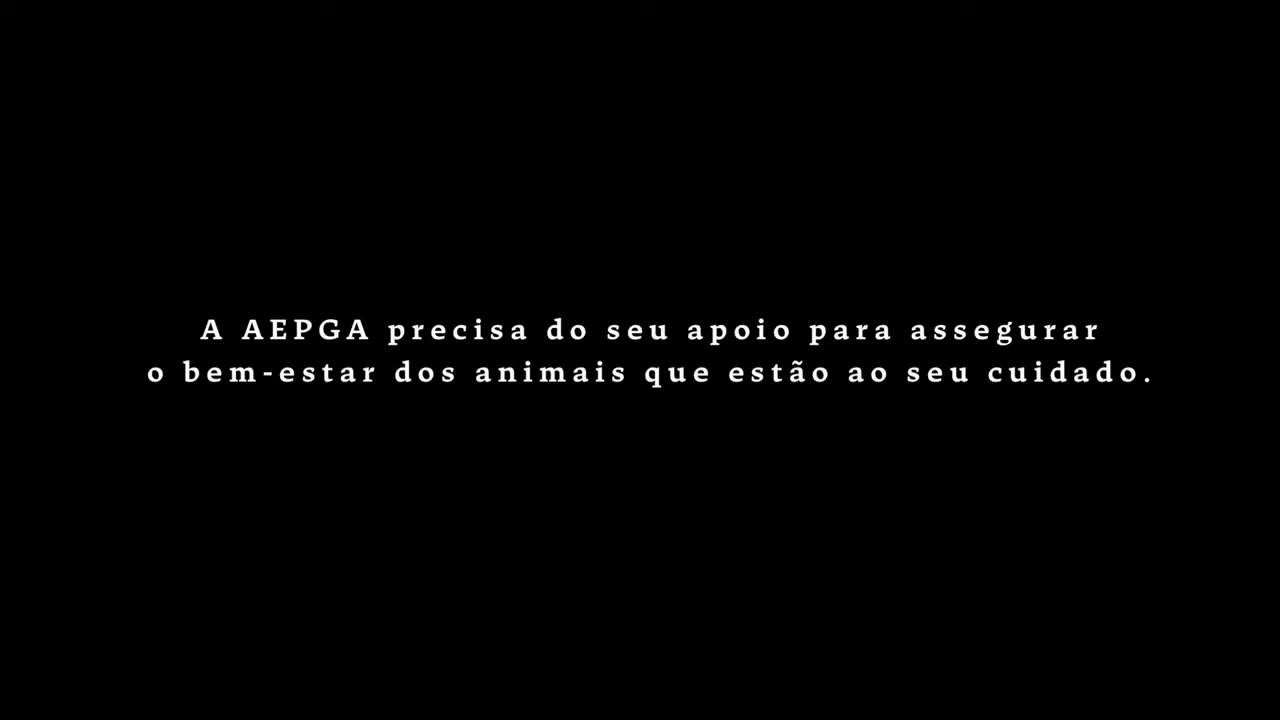 A AEPGA precisa do seu apoio para assegurar
o bem-estar dos animais que estão ao seu cuidado.